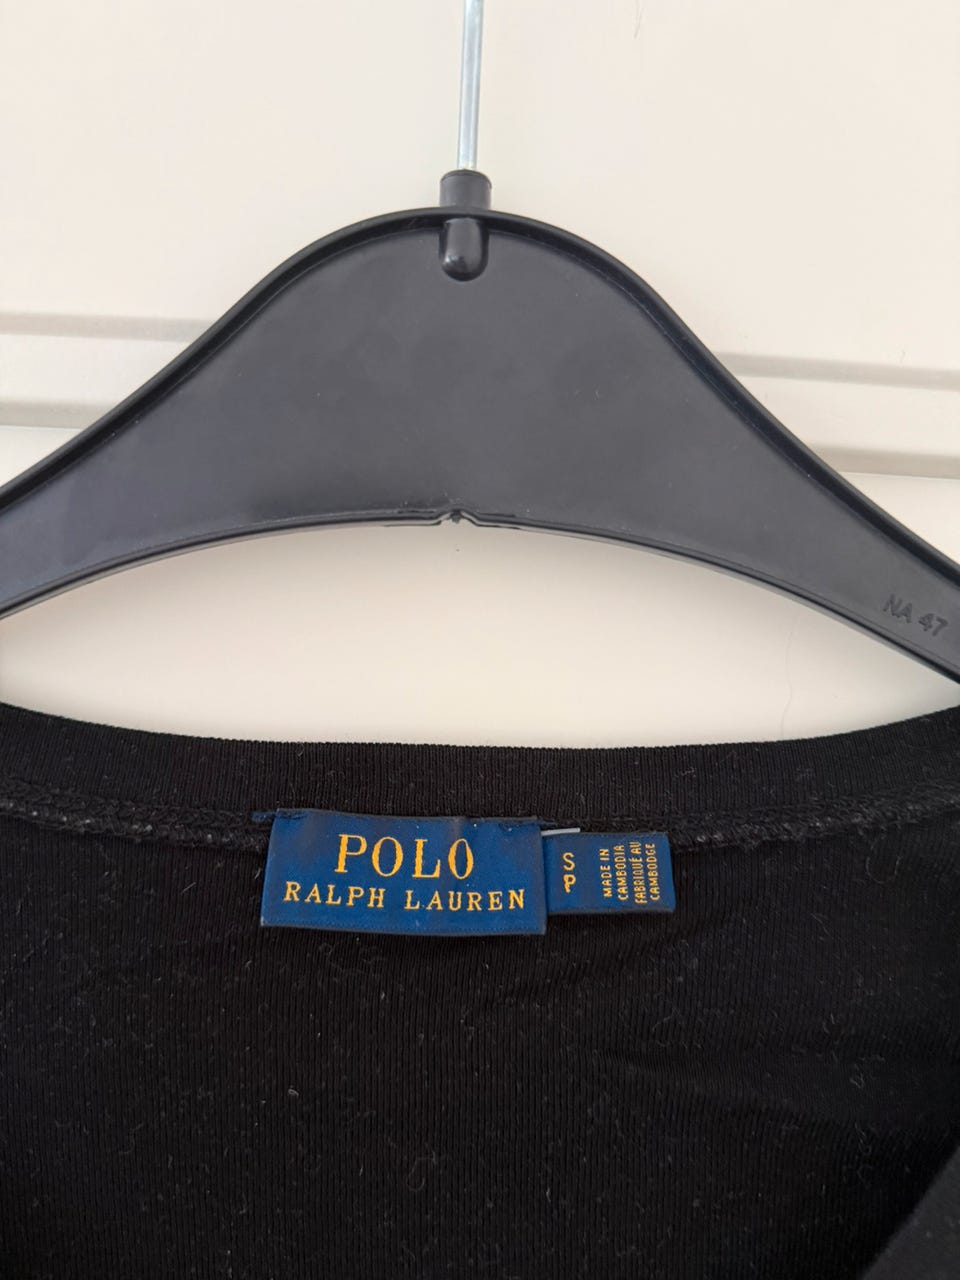 NA 47
POLO
RALPH LAUREN
S
P
MADE IN
CAMBODIA
FABRIQUÉ AU
CAMBODGE